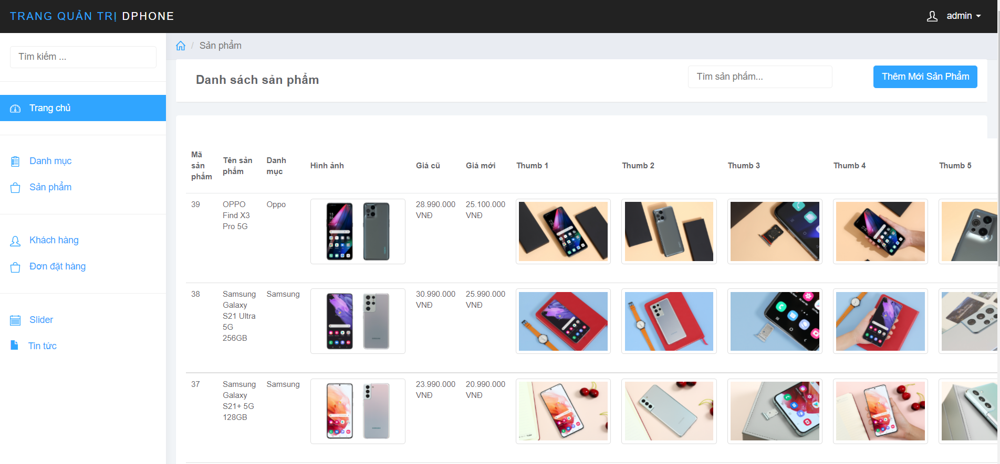 TRANG QUẢN TRỊ DPHONE
admin
Tìm kiếm ...
Trang chủ
Danh mục
Sản phẩm
Khách hàng
Đơn đặt hàng
Slider
Tin tức
/ Sản phẩm
Danh sách sản phẩm
Tìm sản phẩm...
Thêm Mới Sản Phẩm
Mã sản phẩm
Tên sản phẩm
Danh mục
Hình ảnh
Giá cũ
Giá mới
Thumb 1
Thumb 2
Thumb 3
Thumb 4
Thumb 5
39
OPPO
Find X3
Pro 5G
Oppo
28.990.000
VNĐ
25.100.000
VNĐ
38
Samsung
Galaxy
S21 Ultra
5G
256GB
Samsung
30.990.000
VNĐ
25.990.000
VNĐ
37
Samsung
Galaxy
S21+ 5G
128GB
Samsung
23.990.000
VNĐ
20.990.000
VNĐ